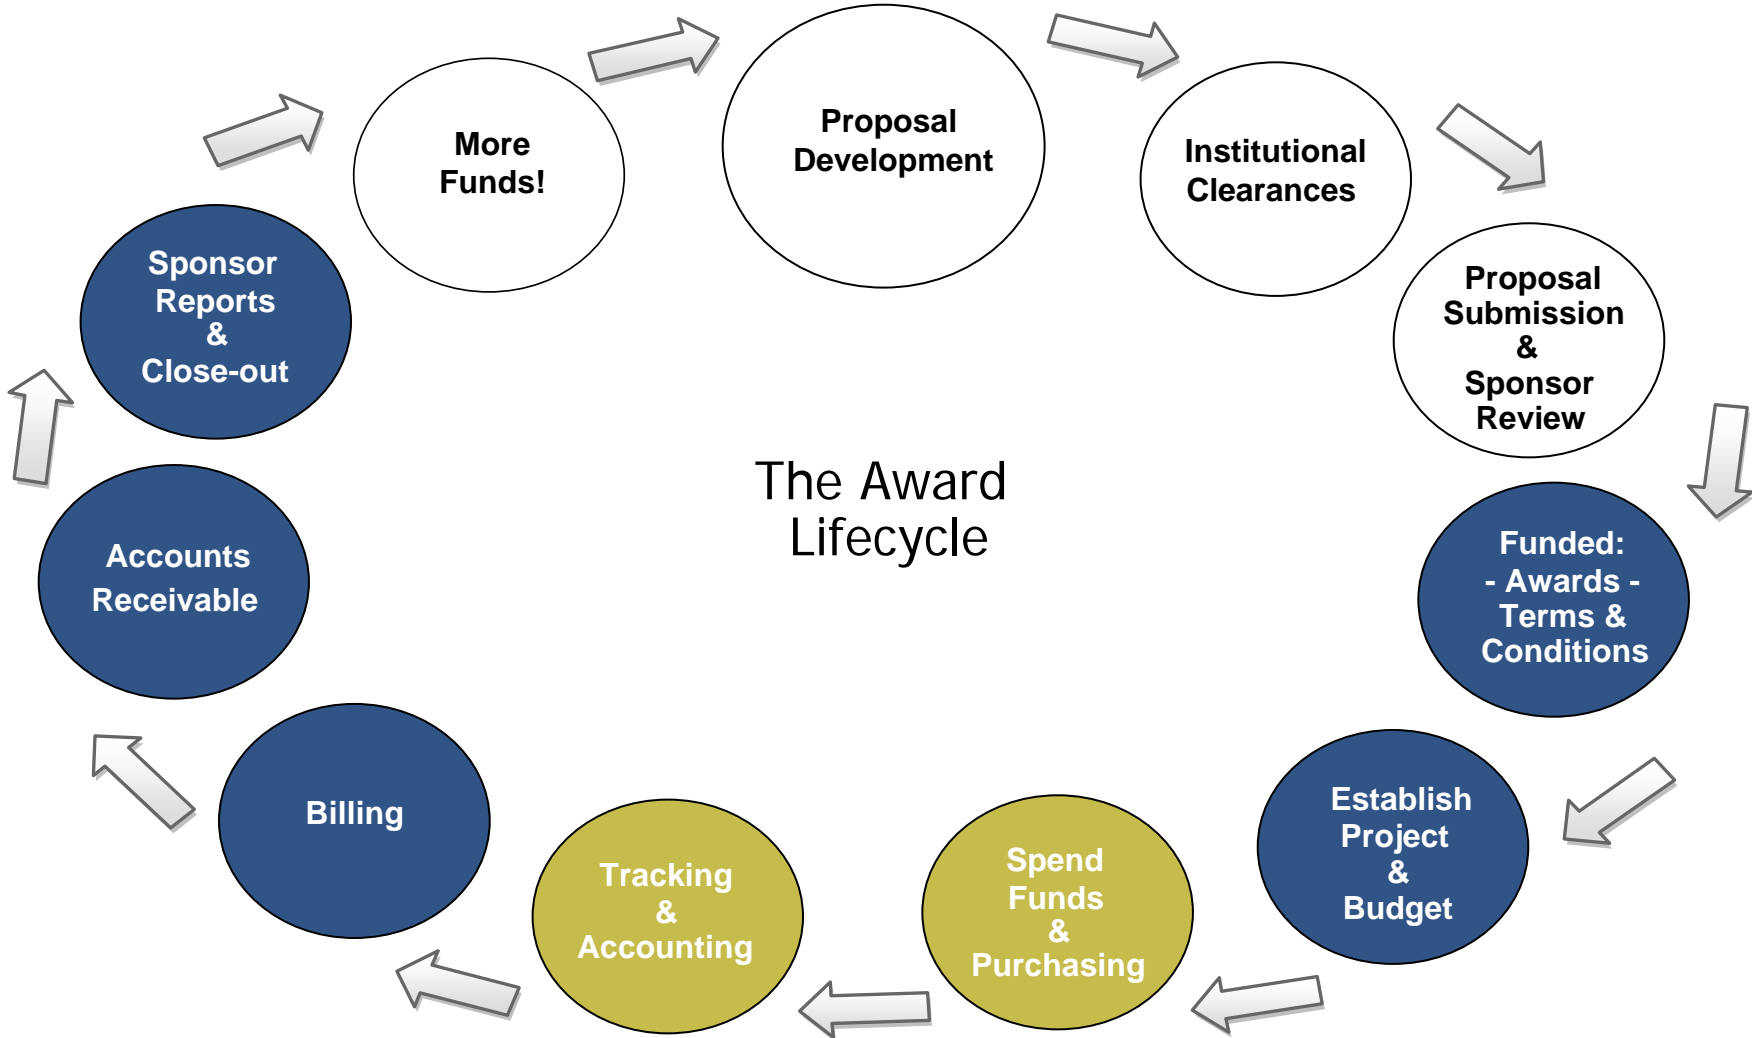 More
Funds!
Proposal
Development
Institutional
Clearances
Proposal
Submission
&
Sponsor
Review
Funded:
- Awards -
Terms &
Conditions
Establish
Project
&
Budget
Spend
Funds
&
Purchasing
Tracking
&
Accounting
Billing
Accounts
Receivable
Sponsor
Reports
&
Close-out
The Award
Lifecycle